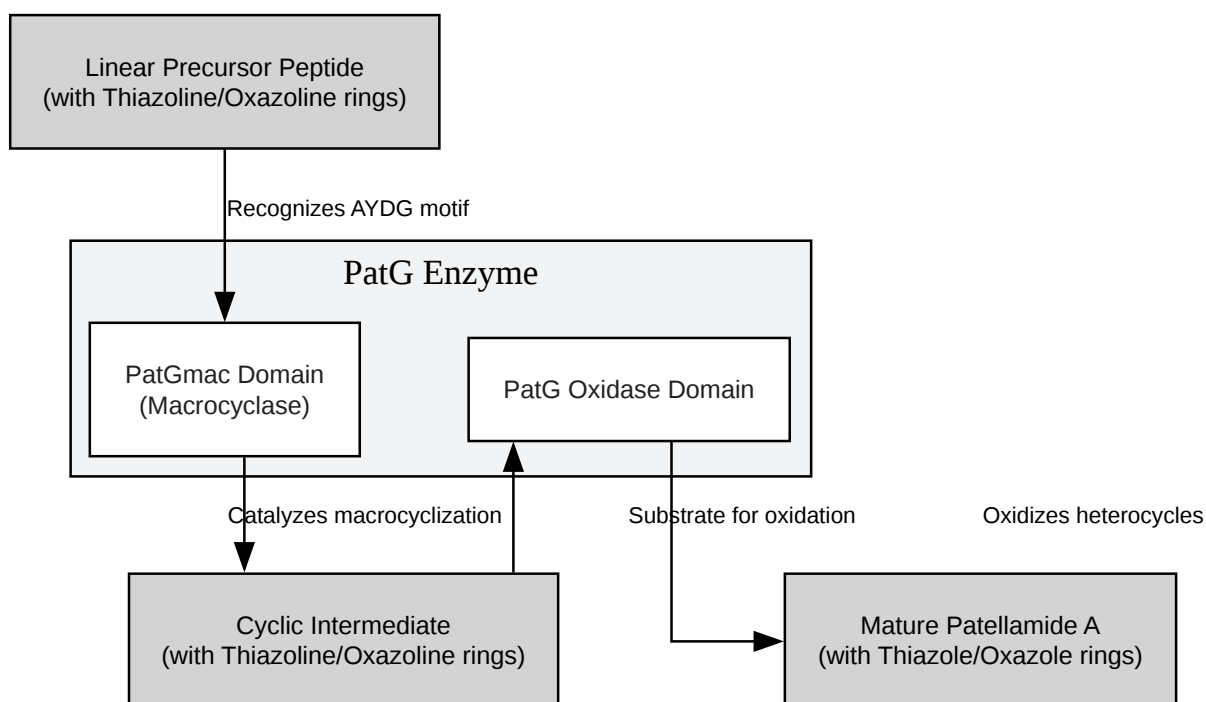 Linear Precursor Peptide
(with Thiazoline/Oxazoline rings)
Recognizes AYDG motif
PatG Enzyme
PatGmac Domain
(Macrocyclase)
PatG Oxidase Domain
Catalyzes macrocyclization
Substrate for oxidation
Oxidizes heterocycles
Cyclic Intermediate
(with Thiazoline/Oxazoline rings)
Mature Patellamide A
(with Thiazole/Oxazole rings)